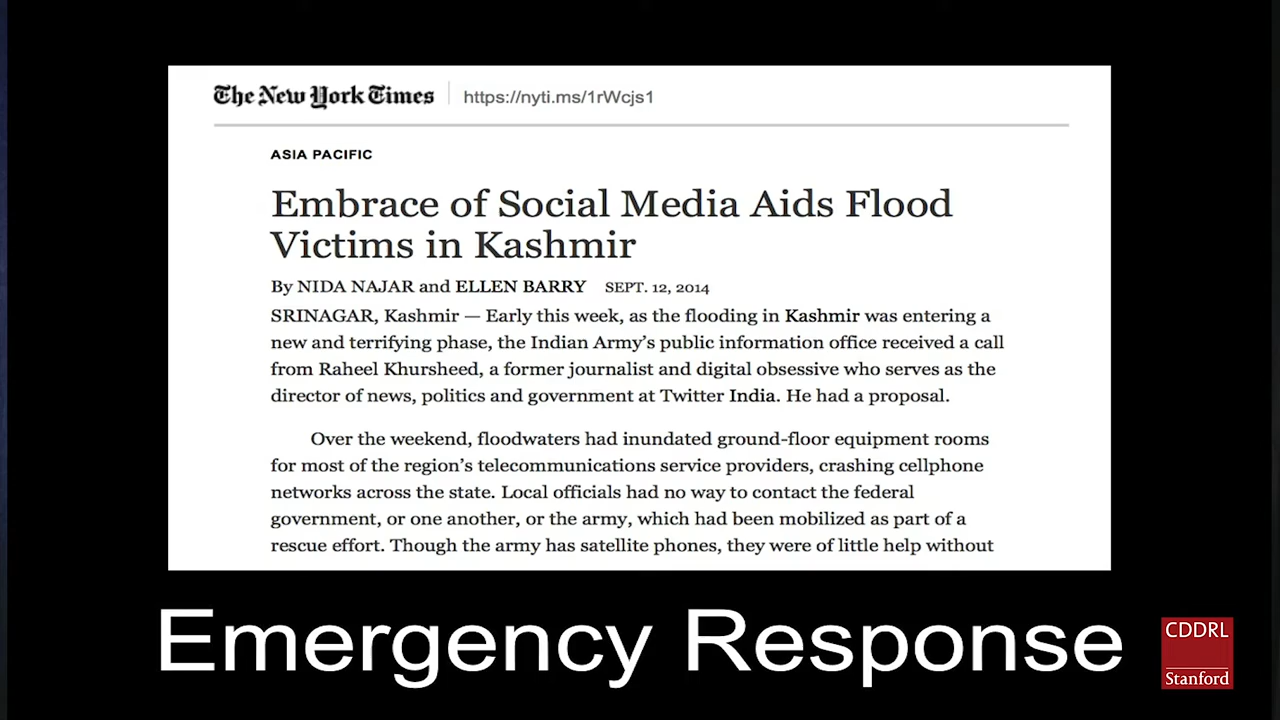 The New York Times https://nyti.ms/1rWcjs1
ASIA PACIFIC
Embrace of Social Media Aids Flood
Victims in Kashmir
By NIDA NAJAR and ELLEN BARRY SEPT. 12, 2014
SRINAGAR, Kashmir — Early this week, as the flooding in Kashmir was entering a
new and terrifying phase, the Indian Army's public information office received a call
from Raheel Khursheed, a former journalist and digital obsessive who serves as the
director of news, politics and government at Twitter India. He had a proposal.
Over the weekend, floodwaters had inundated ground-floor equipment rooms
for most of the region's telecommunications service providers, crashing cellphone
networks across the state. Local officials had no way to contact the federal
government, or one another, or the army, which had been mobilized as part of a
rescue effort. Though the army has satellite phones, they were of little help without
Emergency Response
CDDRL
Stanford